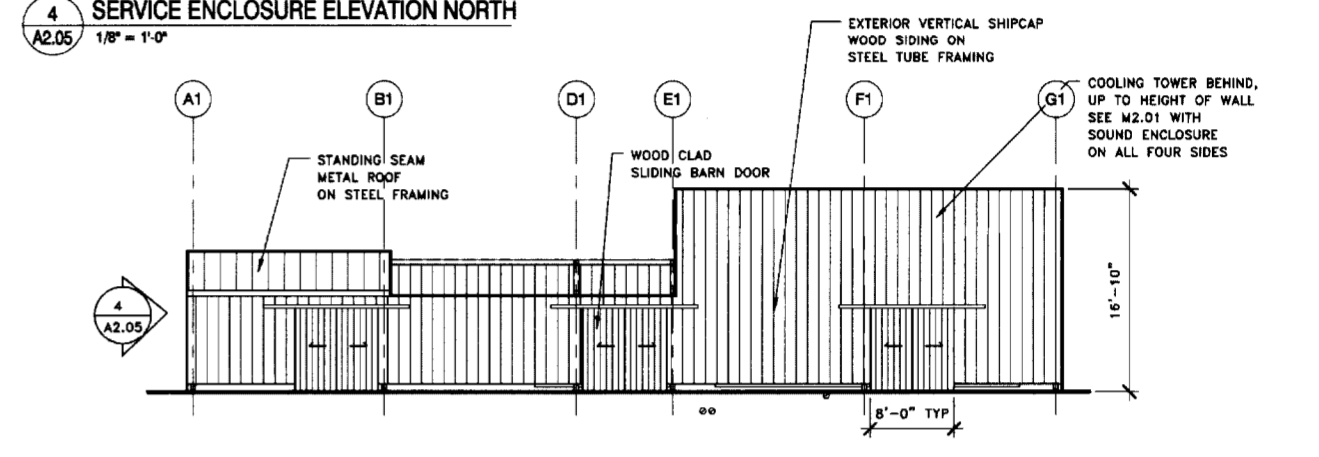 4
A2.05
SERVICE ENCLOSURE ELEVATION NORTH
1/8" = 1'-0"
EXTERIOR VERTICAL SHIPCAP
WOOD SIDING ON
STEEL TUBE FRAMING
A1
B1
D1
E1
F1
G1
COOLING TOWER BEHIND,
UP TO HEIGHT OF WALL
SEE M2.01 WITH
SOUND ENCLOSURE
ON ALL FOUR SIDES
STANDING SEAM
METAL ROOF
ON STEEL FRAMING
WOOD CLAD
SLIDING BARN DOOR
4
A2.05
16'-10"
8'-0" TYP